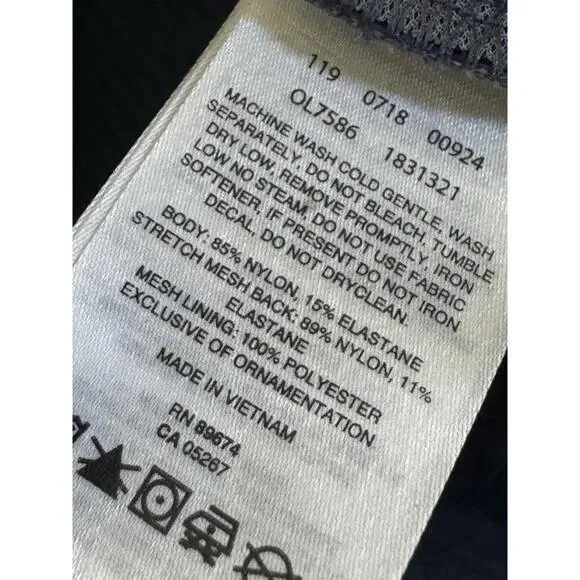 119 0718 00924
OL7586 1831321
MACHINE WASH COLD GENTLE, WASH
SEPARATELY, DO NOT BLEACH, TUMBLE
DRY LOW, REMOVE PROMPTLY, IRON
LOW NO STEAM, DO NOT USE FABRIC
SOFTENER, IF PRESENT DO NOT IRON
DECAL. DO NOT DRYCLEAN.
BODY: 85% NYLON, 15% ELASTANE
STRETCH MESH BACK: 89% NYLON, 11%
ELASTANE
MESH LINING: 100% POLYESTER
EXCLUSIVE OF ORNAMENTATION
MADE IN VIETNAM
RN 89674
CA 05267